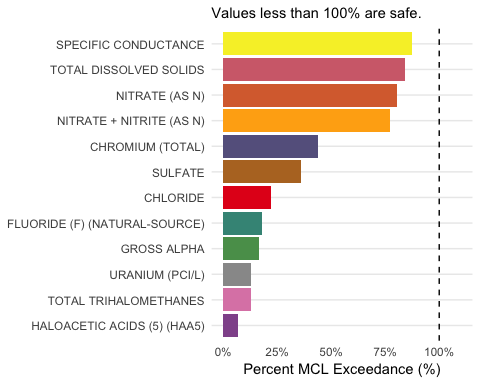 Values less than 100% are safe.
SPECIFIC CONDUCTANCE
TOTAL DISSOLVED SOLIDS
NITRATE (AS N)
NITRATE + NITRITE (AS N)
CHROMIUM (TOTAL)
SULFATE
CHLORIDE
FLUORIDE (F) (NATURAL-SOURCE)
GROSS ALPHA
URANIUM (PCI/L)
TOTAL TRIHALOMETHANES
HALOACETIC ACIDS (5) (HAA5)
0% 25% 50% 75% 100%
Percent MCL Exceedance (%)